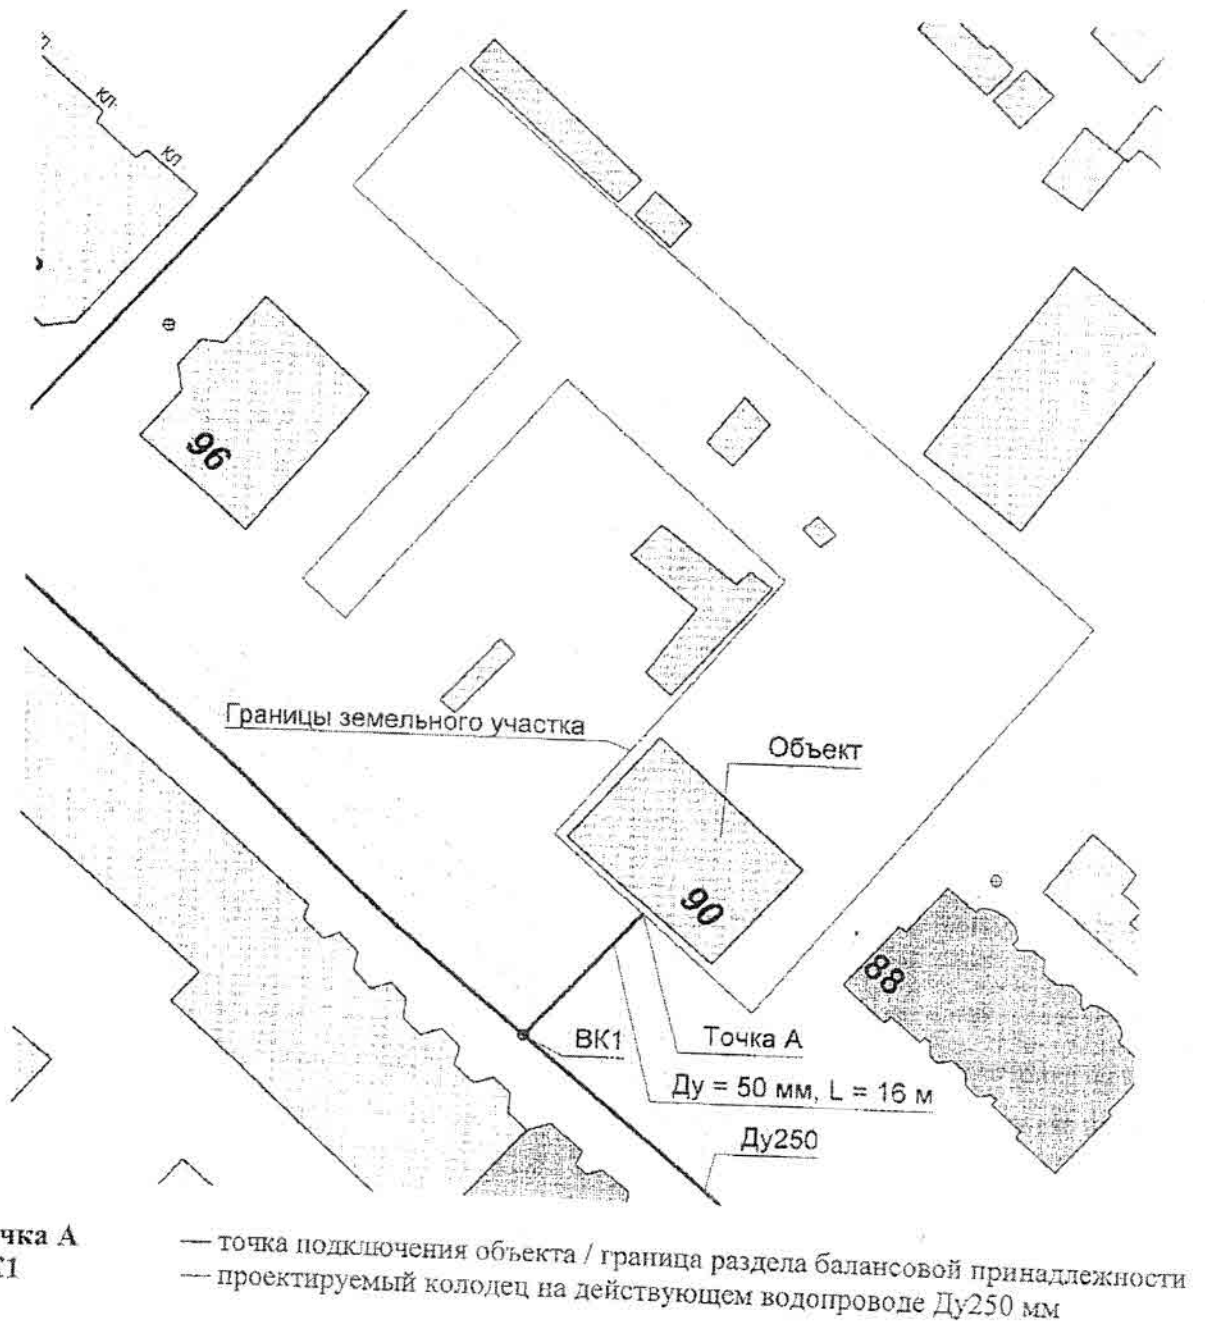 КЛ
КЛ
96
Границы земельного участка
Объект
90
88
ВК1
Точка А
Ду = 50 мм, L = 16 м
Ду250
чка А — точка подключения объекта / граница раздела балансовой принадлежности
К1 — проектируемый колодец на действующем водопроводе Ду250 мм